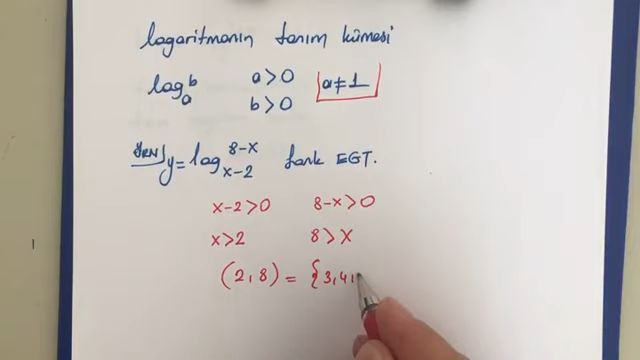 logaritmanın tanım kümesi
log_a^b a>0 a≠1
b>0
ÖRN/ y=log_{x-2}^{8-x} fonk EGT.
x-2>0 8-x>0
x>2 8>x
(2,8) = {3,4,